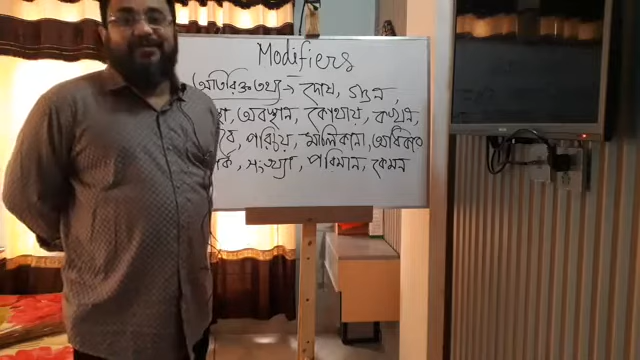 Modifiers
অতিরিক্ত তথ্য → দোষ, গুন,
অবস্থান, কোথায়, কখন,
পরিচয়, মালিকানা, অধিকার
সংখ্যা, পরিমান, কেমন